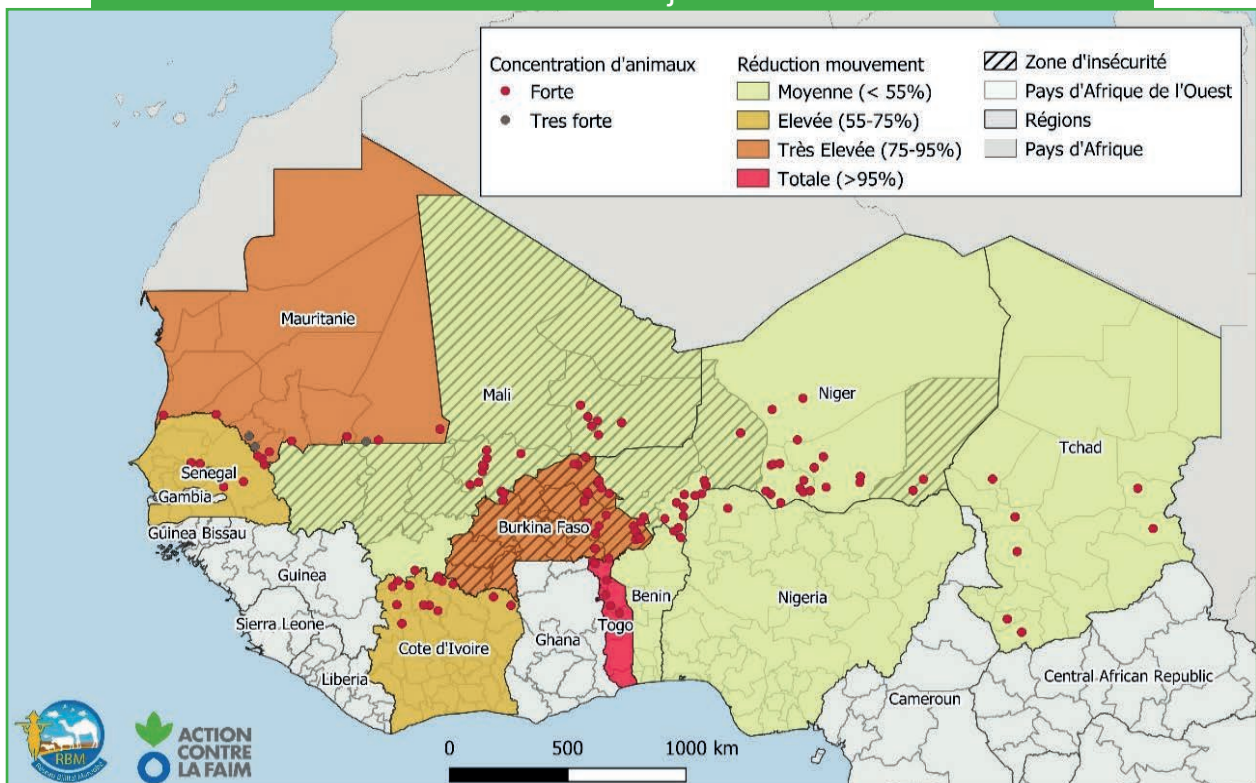 Concentration d'animaux
Forte
Tres forte
Réduction mouvement
Moyenne (< 55%)
Elevée (55-75%)
Très Elevée (75-95%)
Totale (>95%)
Zone d'insécurité
Pays d'Afrique de l'Ouest
Régions
Pays d'Afrique
Mauritanie
Mali
Niger
Tchad
Senegal
Gambia
Guinea Bissau
Guinea
Sierra Leone
Liberia
Burkina Faso
Cote d'Ivoire
Ghana
Togo
Benin
Nigeria
Cameroun
Central African Republic
RBM
ACTION
CONTRE
LA FAIM
0 500 1000 km